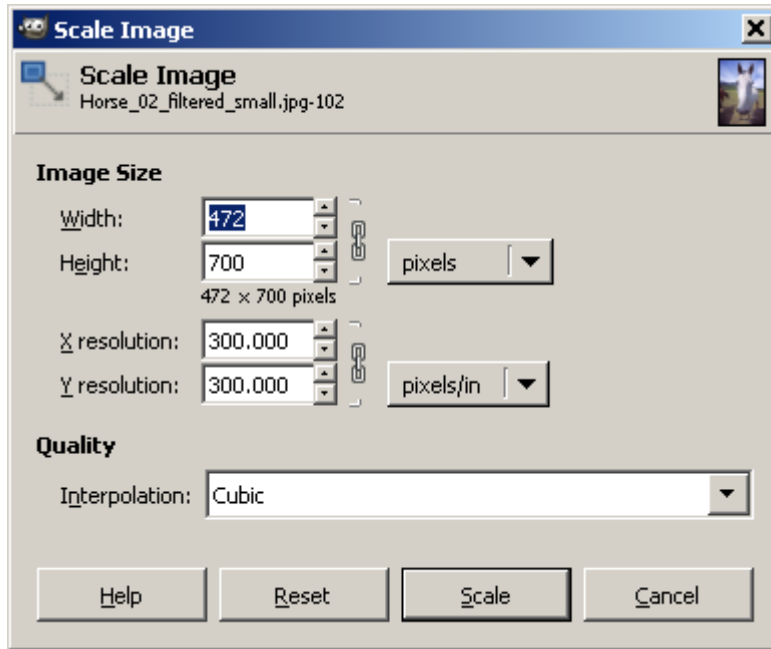 Scale Image
Scale Image
Horse_02_filtered_small.jpg-102
Image Size
Width: 472
Height: 700 pixels
472 × 700 pixels
X resolution: 300.000
Y resolution: 300.000 pixels/in
Quality
Interpolation: Cubic
Help Reset Scale Cancel